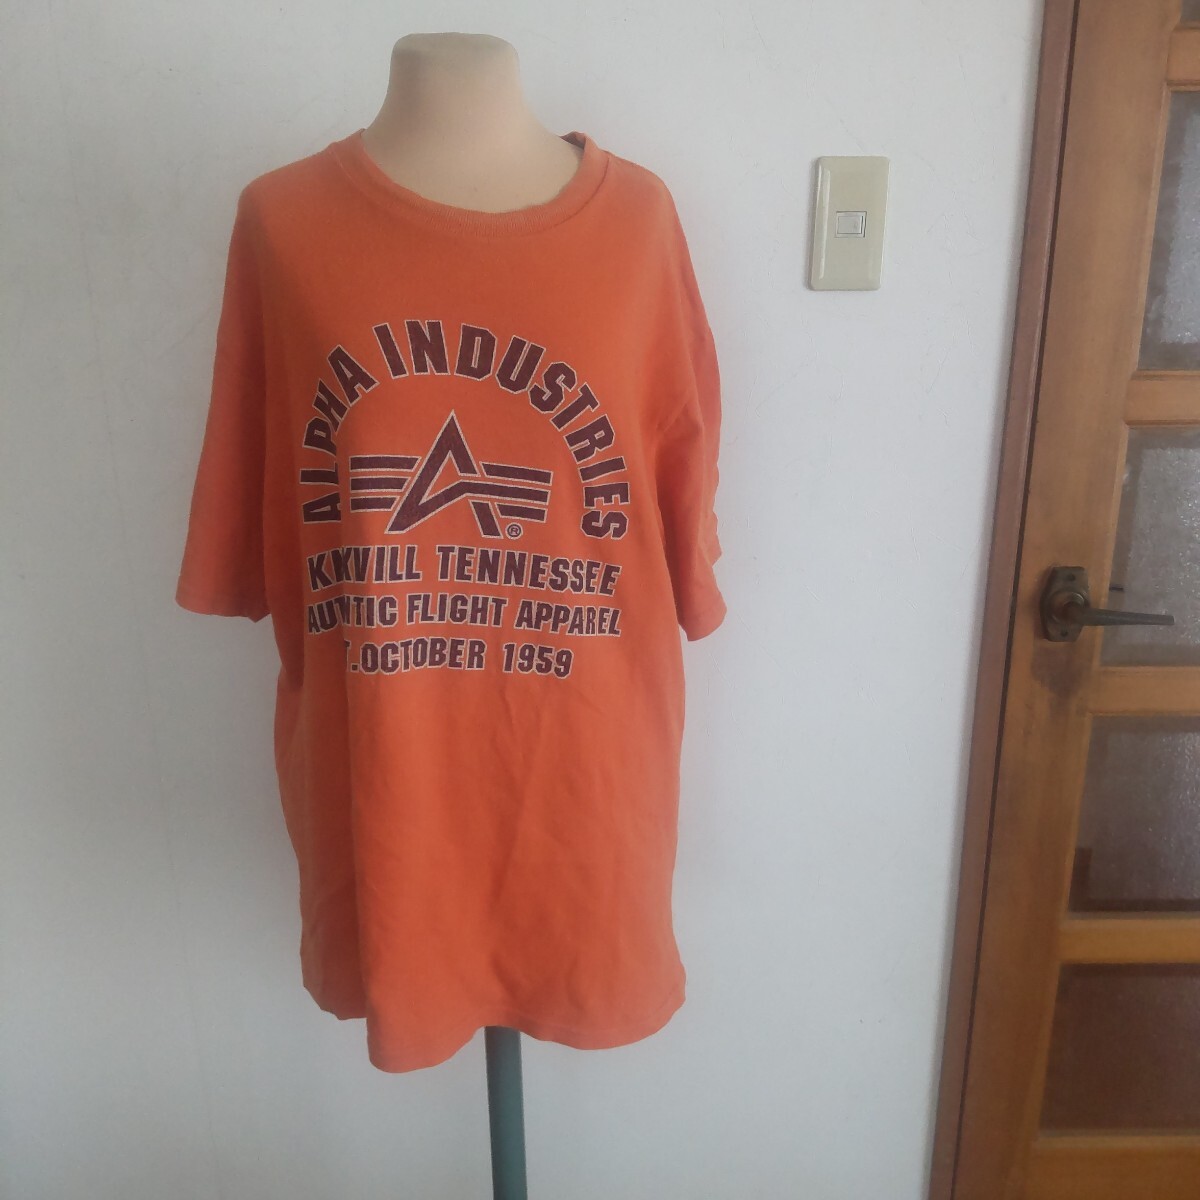 ALPHA INDUSTRIES
®
TENNESSEE
FLIGHT APPAREL
OCTOBER 1959